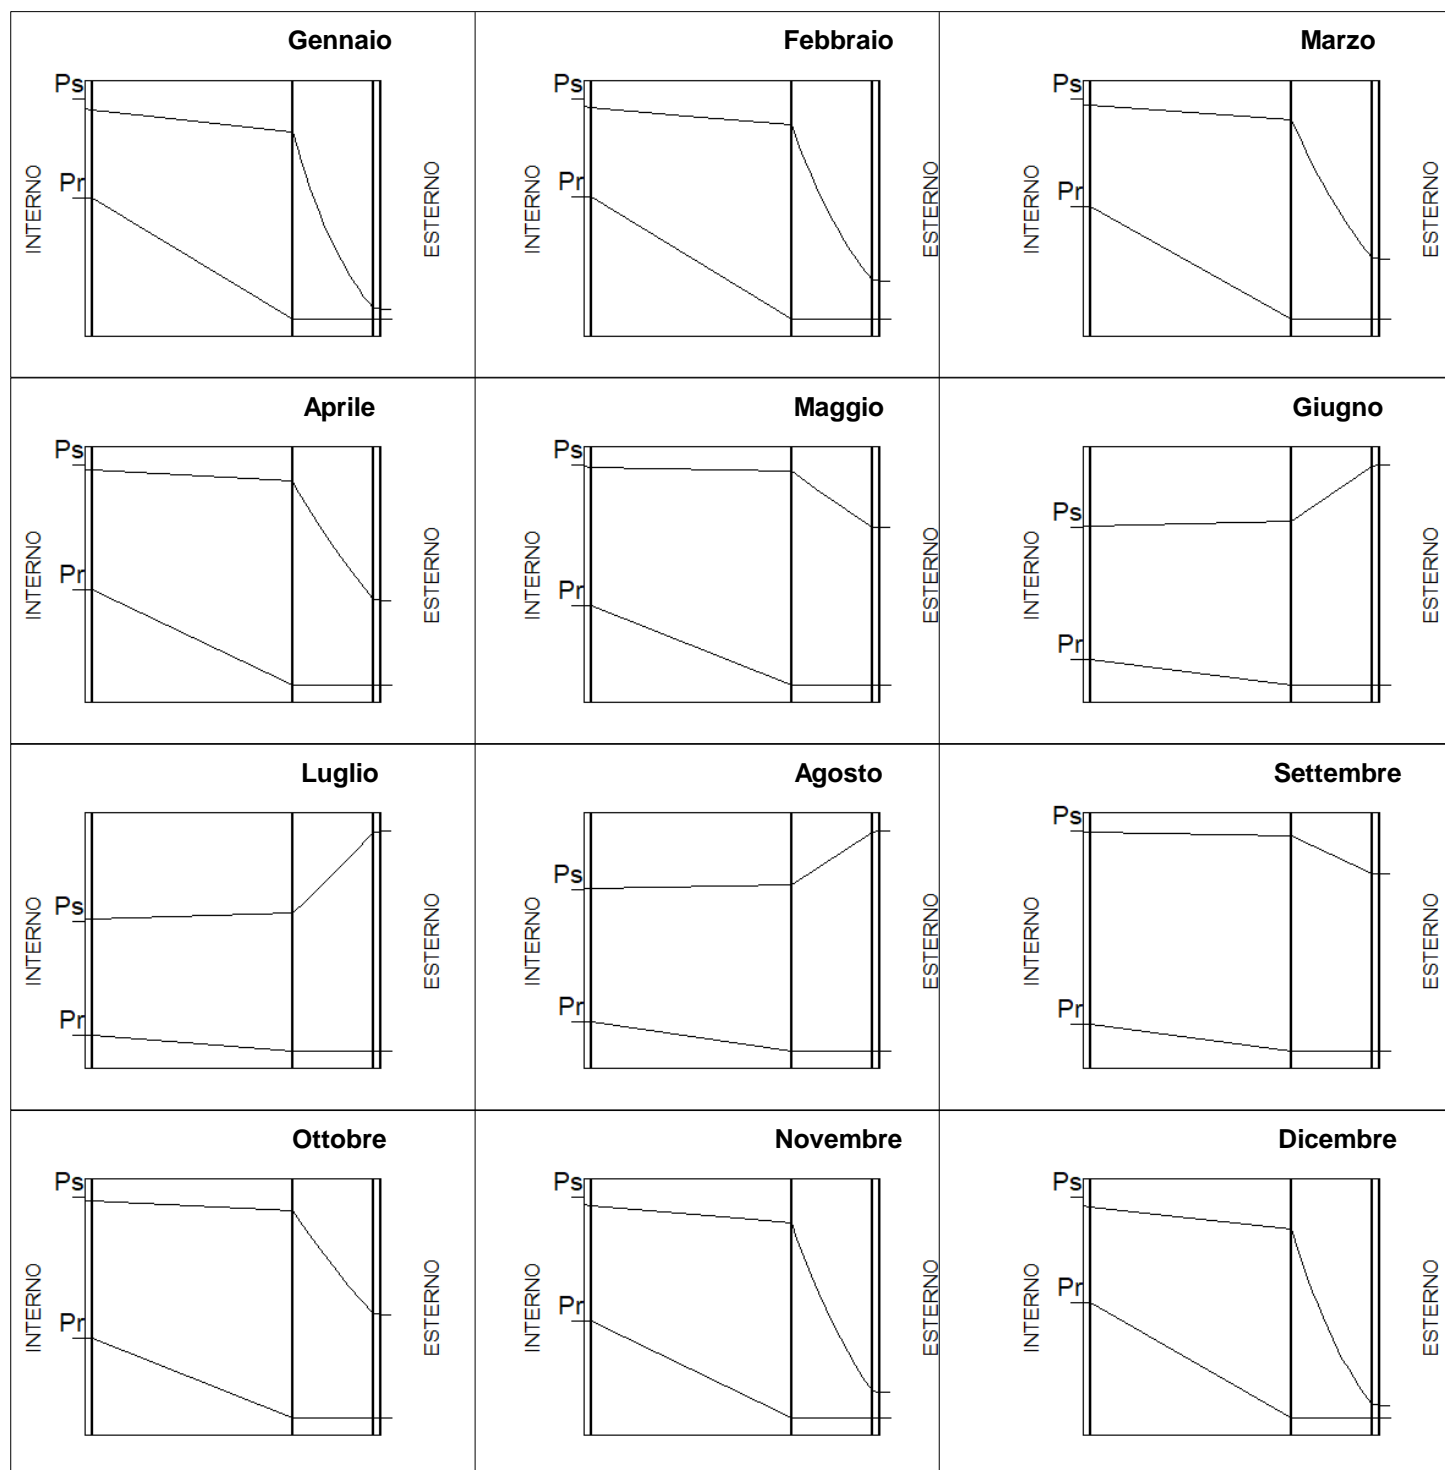 Gennaio
Ps
Pr
INTERNO
ESTERNO
Febbraio
Ps
Pr
INTERNO
ESTERNO
Marzo
Ps
Pr
INTERNO
ESTERNO
Aprile
Ps
Pr
INTERNO
ESTERNO
Maggio
Ps
Pr
INTERNO
ESTERNO
Giugno
Ps
Pr
INTERNO
ESTERNO
Luglio
Ps
Pr
INTERNO
ESTERNO
Agosto
Ps
Pr
INTERNO
ESTERNO
Settembre
Ps
Pr
INTERNO
ESTERNO
Ottobre
Ps
Pr
INTERNO
ESTERNO
Novembre
Ps
Pr
INTERNO
ESTERNO
Dicembre
Ps
Pr
INTERNO
ESTERNO